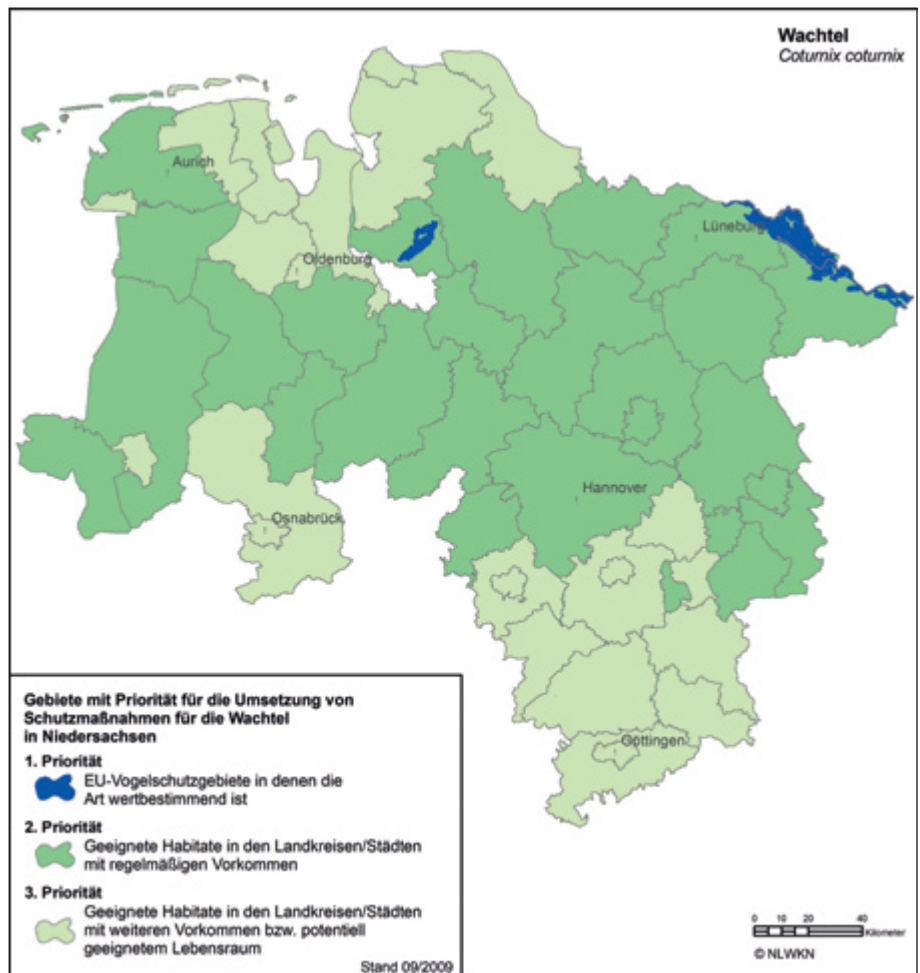 Wachtel
Coturnix coturnix
Aurich
Oldenburg
Lüneburg
Hannover
Osnabrück
Göttingen
Gebiete mit Priorität für die Umsetzung von
Schutzmaßnahmen für die Wachtel
in Niedersachsen
1. Priorität
EU-Vogelschutzgebiete in denen die
Art wertbestimmend ist
2. Priorität
Geeignete Habitate in den Landkreisen/Städten
mit regelmäßigen Vorkommen
3. Priorität
Geeignete Habitate in den Landkreisen/Städten
mit weiteren Vorkommen bzw. potentiell
geeignetem Lebensraum
Stand 09/2009
0 5 10 20 40
Kilometer
© NLWKN